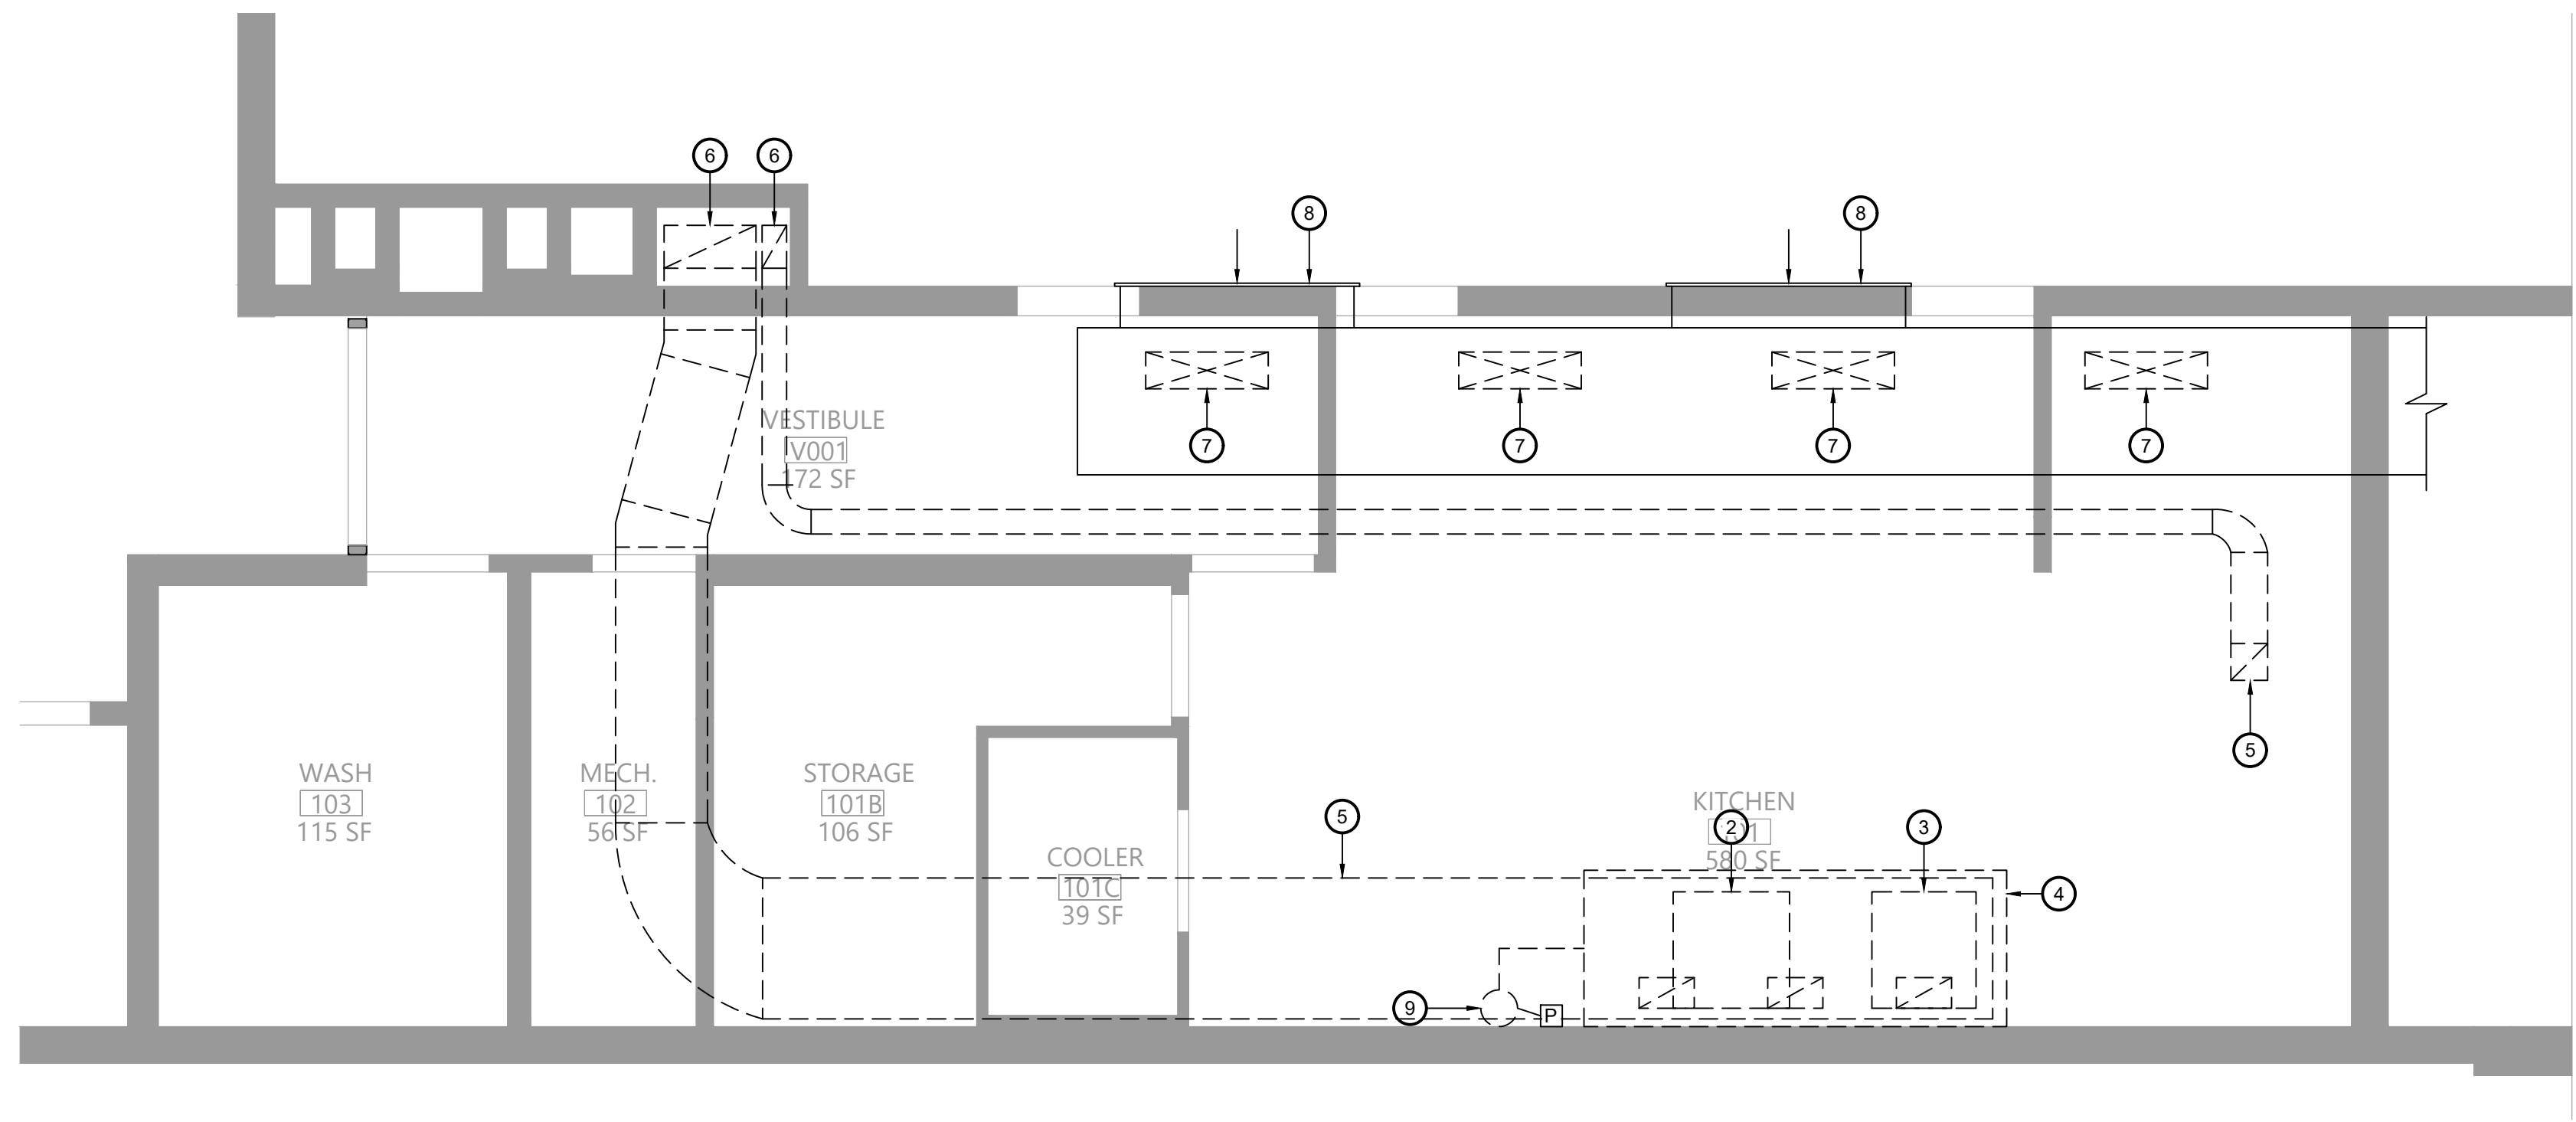 6
6
8
8
VESTIBULE
V001
172 SF
7
7
7
7
5
WASH
103
115 SF
MECH.
102
56 SF
STORAGE
101B
106 SF
COOLER
101C
39 SF
5
KITCHEN
2
580 SF
3
4
9
P